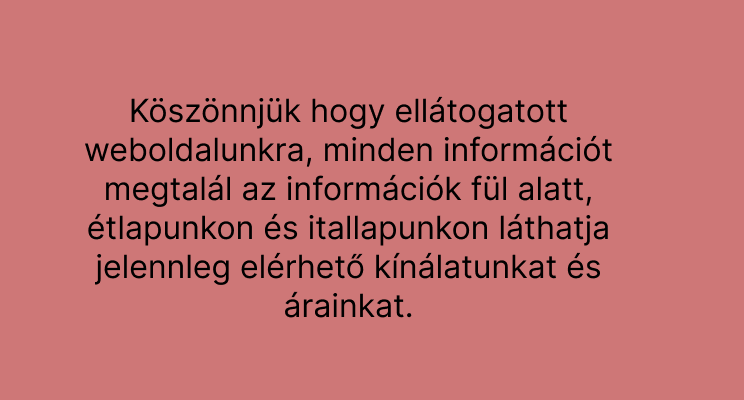 Köszönnjük hogy ellátogatott
weboldalunkra, minden információt
megtalál az információk fül alatt,
étlapunkon és itallapunkon láthatja
jelennleg elérhető kínálatunkat és
árainkat.